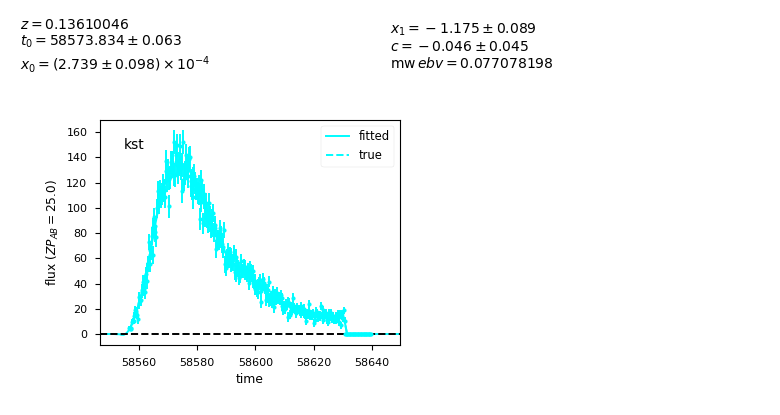 z = 0.13610046
t₀ = 58573.834 ± 0.063
x₀ = (2.739 ± 0.098) × 10⁻⁴
x₁ = −1.175 ± 0.089
c = −0.046 ± 0.045
mwebv = 0.077078198
kst
fitted
true
160
140
120
100
80
60
40
20
0
flux (ZP_AB = 25.0)
58560 58580 58600 58620 58640
time